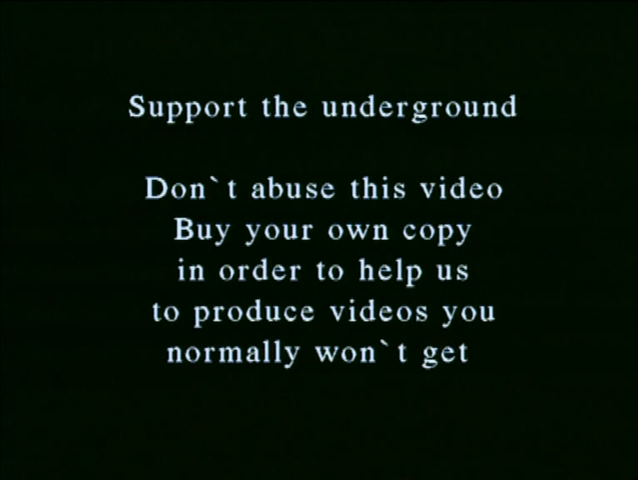 Support the underground
Don`t abuse this video
Buy your own copy
in order to help us
to produce videos you
normally won`t get